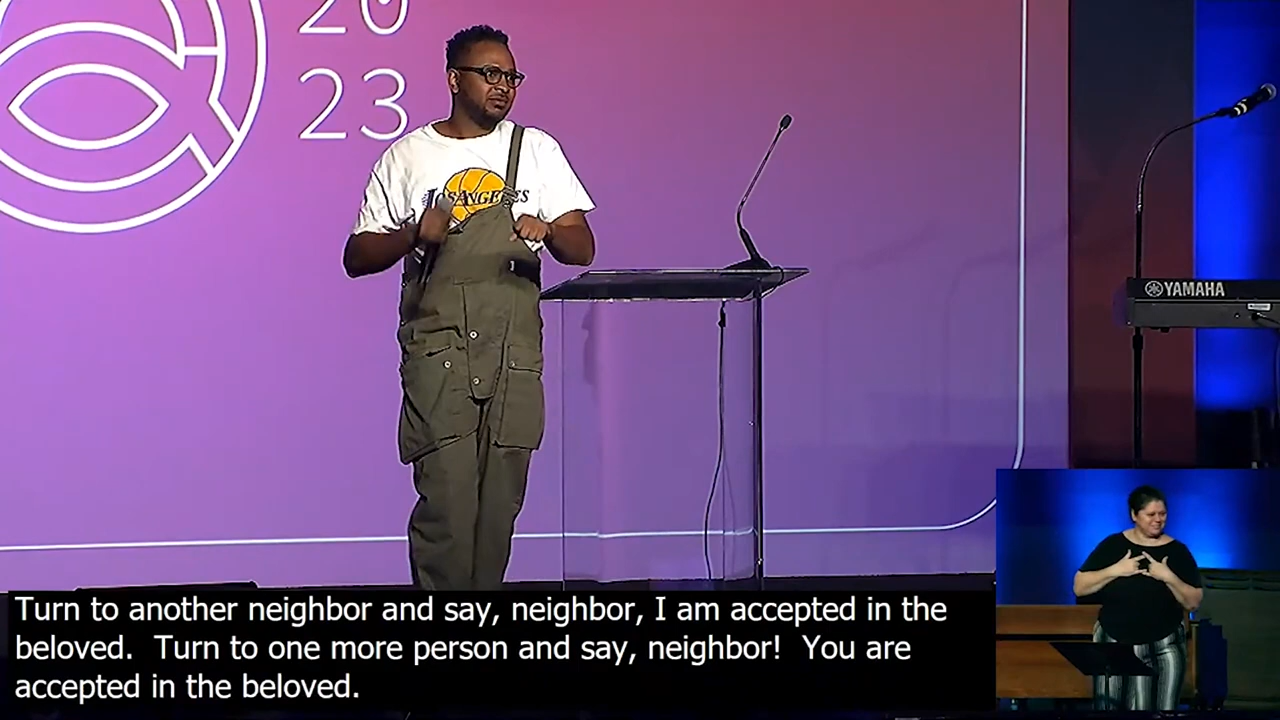 20
23
LOS ANGELES
YAMAHA
Turn to another neighbor and say, neighbor, I am accepted in the
beloved.  Turn to one more person and say, neighbor!  You are
accepted in the beloved.